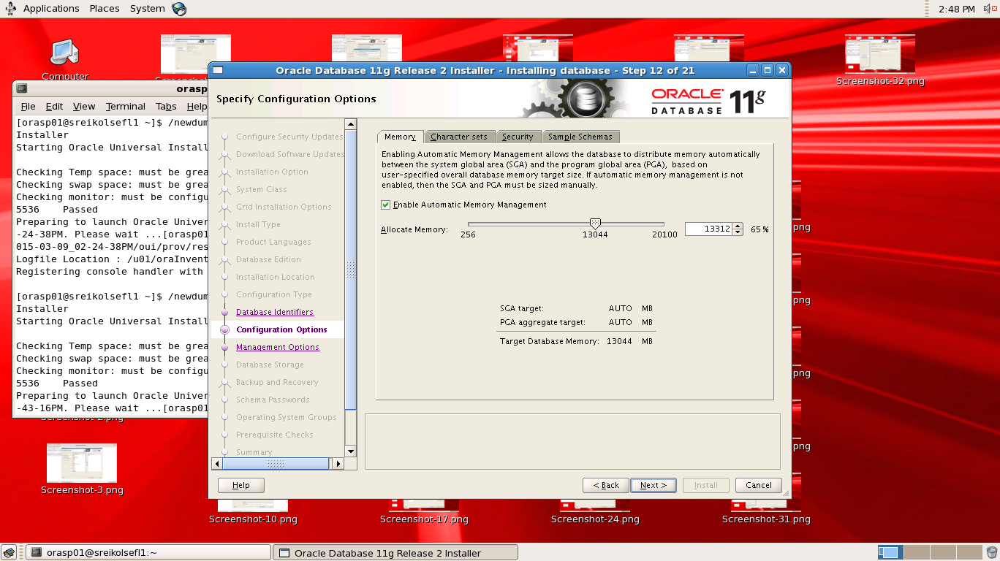 Applications Places System
2:48 PM
Computer
Screenshot-32.png
Oracle Database 11g Release 2 Installer - Installing database - Step 12 of 21
orasp
File Edit View Terminal Tabs Help
[orasp01@sreikolsefl1 ~]$ /newdum
Installer
Starting Oracle Universal Install
Checking Temp space: must be grea
Checking swap space: must be grea
Checking monitor: must be configu
5536 Passed
Preparing to launch Oracle Univer
-24-38PM. Please wait ...[orasp01
015-03-09_02-24-38PM/oui/prov/res
Logfile Location : /u01/oraInvent
Registering console handler with
[orasp01@sreikolsefl1 ~]$ /newdum
Installer
Starting Oracle Universal Install
Checking Temp space: must be grea
Checking swap space: must be grea
Checking monitor: must be configu
5536 Passed
Preparing to launch Oracle Univer
-43-16PM. Please wait ...[orasp01
Specify Configuration Options
ORACLE
DATABASE 11g
Configure Security Updates
Download Software Updates
Installation Option
System Class
Grid Installation Options
Install Type
Product Languages
Database Edition
Installation Location
Configuration Type
Database Identifiers
Configuration Options
Management Options
Database Storage
Backup and Recovery
Schema Passwords
Operating System Groups
Prerequisite Checks
Summary
Memory Character sets Security Sample Schemas
Enabling Automatic Memory Management allows the database to distribute memory automatically
between the system global area (SGA) and the program global area (PGA), based on
user-specified overall database memory target size. If automatic memory management is not
enabled, then the SGA and PGA must be sized manually.
Enable Automatic Memory Management
Allocate Memory: 13312 65 %
256 13044 20100
SGA target: AUTO MB
PGA aggregate target: AUTO MB
Target Database Memory: 13044 MB
Help < Back Next > Install Cancel
png
png
png
png
Screenshot-2.png
Screenshot-3.png
Screenshot-10.png
Screenshot-17.png
Screenshot-24.png
Screenshot-31.png
orasp01@sreikolsefl1:~
Oracle Database 11g Release 2 Installer